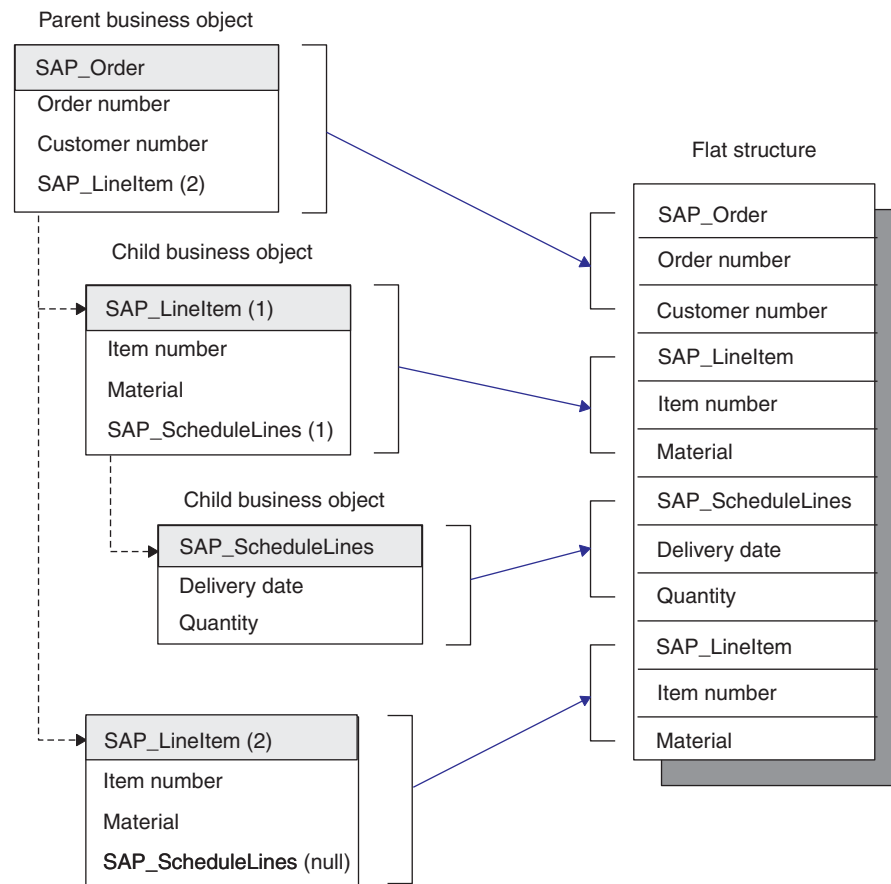 Parent business object
SAP_Order
Order number
Customer number
SAP_LineItem (2)
Child business object
SAP_LineItem (1)
Item number
Material
SAP_ScheduleLines (1)
Child business object
SAP_ScheduleLines
Delivery date
Quantity
SAP_LineItem (2)
Item number
Material
SAP_ScheduleLines (null)
Flat structure
SAP_Order
Order number
Customer number
SAP_LineItem
Item number
Material
SAP_ScheduleLines
Delivery date
Quantity
SAP_LineItem
Item number
Material